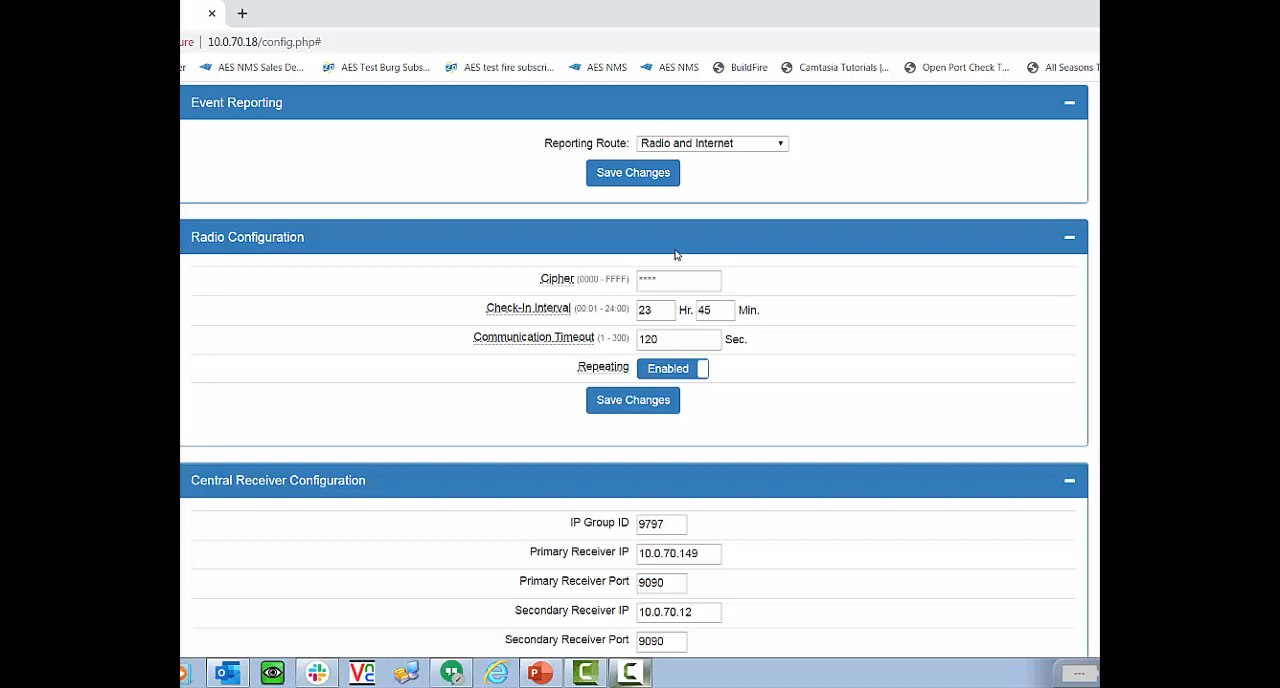 × +
ure | 10.0.70.18/config.php#
er AES NMS Sales De... AES Test Burg Subs... AES test fire subscri... AES NMS AES NMS BuildFire Camtasia Tutorials |... Open Port Check T... All Seasons T
Event Reporting
Reporting Route: Radio and Internet
Save Changes
Radio Configuration
Cipher (0000 - FFFF) ****
Check-In Interval (00:01 - 24:00) 23 Hr. 45 Min.
Communication Timeout (1 - 300) 120 Sec.
Repeating Enabled
Save Changes
Central Receiver Configuration
IP Group ID 9797
Primary Receiver IP 10.0.70.149
Primary Receiver Port 9090
Secondary Receiver IP 10.0.70.12
Secondary Receiver Port 9090